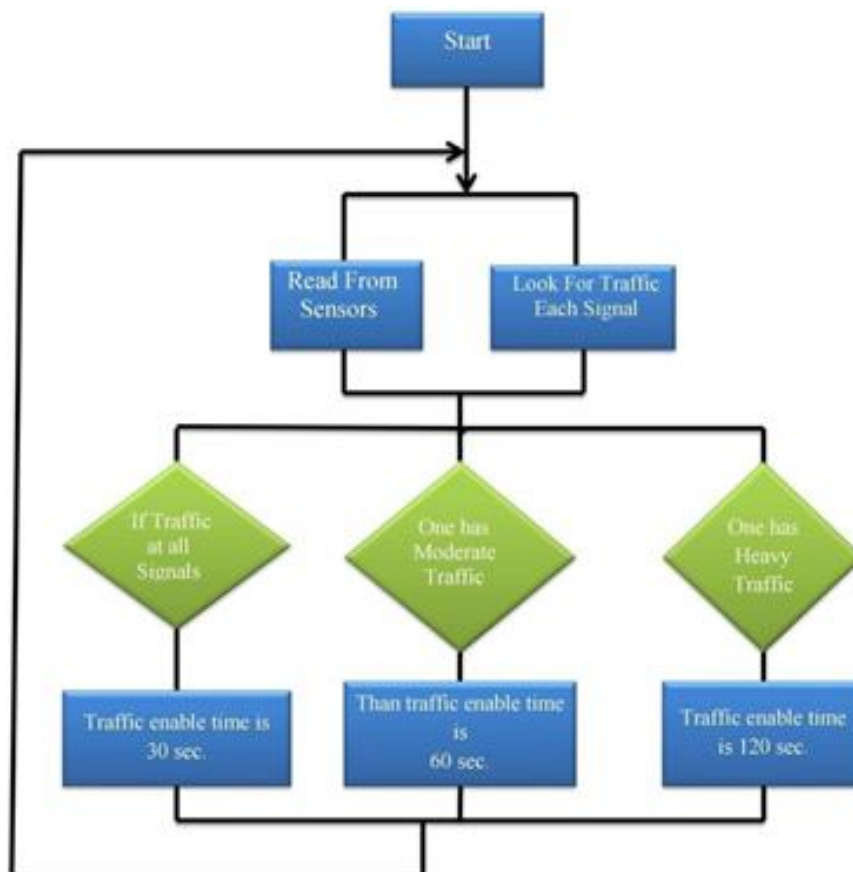 Start
Read From
Sensors
Look For Traffic
Each Signal
If Traffic
at all
Signals
One has
Moderate
Traffic
One has
Heavy
Traffic
Traffic enable time is
30 sec.
Than traffic enable time
is
60 sec.
Traffic enable time
is 120 sec.